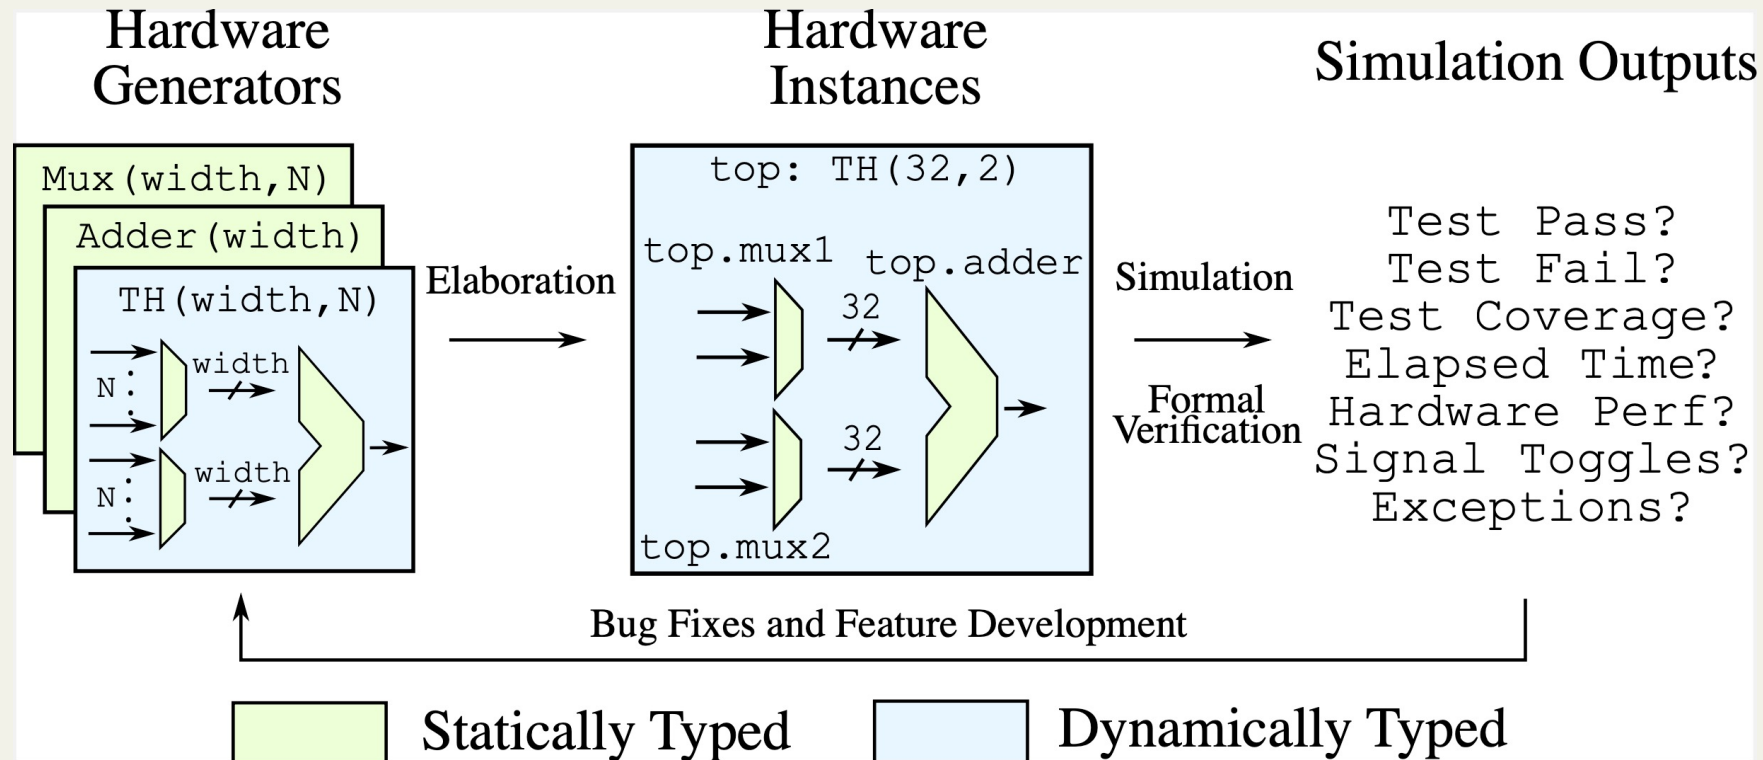 Hardware
Generators
Hardware
Instances
Simulation Outputs
Mux(width,N)
Adder(width)
TH(width,N)
N
width
N
width
Elaboration
top: TH(32,2)
top.mux1
top.adder
32
32
top.mux2
Simulation
Formal
Verification
Test Pass?
Test Fail?
Test Coverage?
Elapsed Time?
Hardware Perf?
Signal Toggles?
Exceptions?
Bug Fixes and Feature Development
Statically Typed
Dynamically Typed